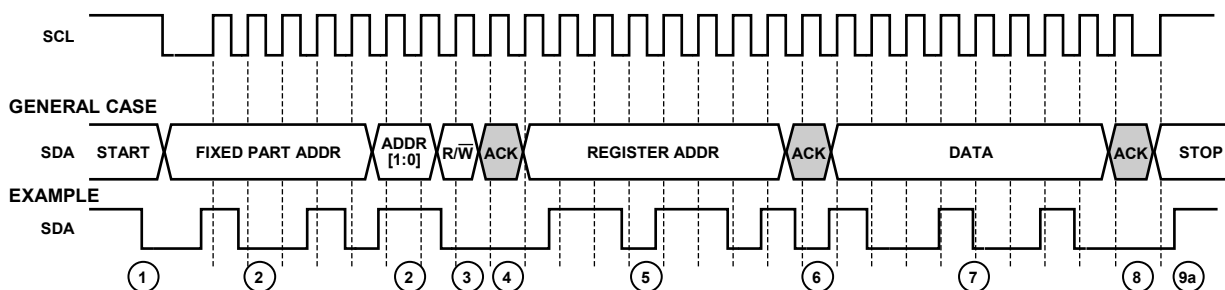 SCL
GENERAL CASE
SDA START FIXED PART ADDR ADDR [1:0] R/W̅ ACK REGISTER ADDR ACK DATA ACK STOP
EXAMPLE
SDA
1 2 2 3 4 5 6 7 8 9a